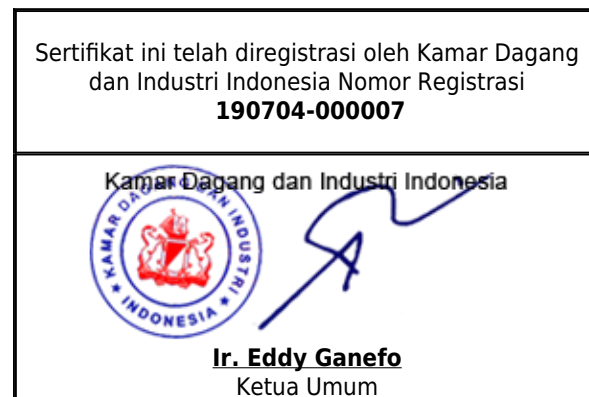 Sertifikat ini telah diregistrasi oleh Kamar Dagang
dan Industri Indonesia Nomor Registrasi
190704-000007
Kamar Dagang dan Industri Indonesia
KAMAR DAGANG DAN INDUSTRI
INDONESIA
Ir. Eddy Ganefo
Ketua Umum